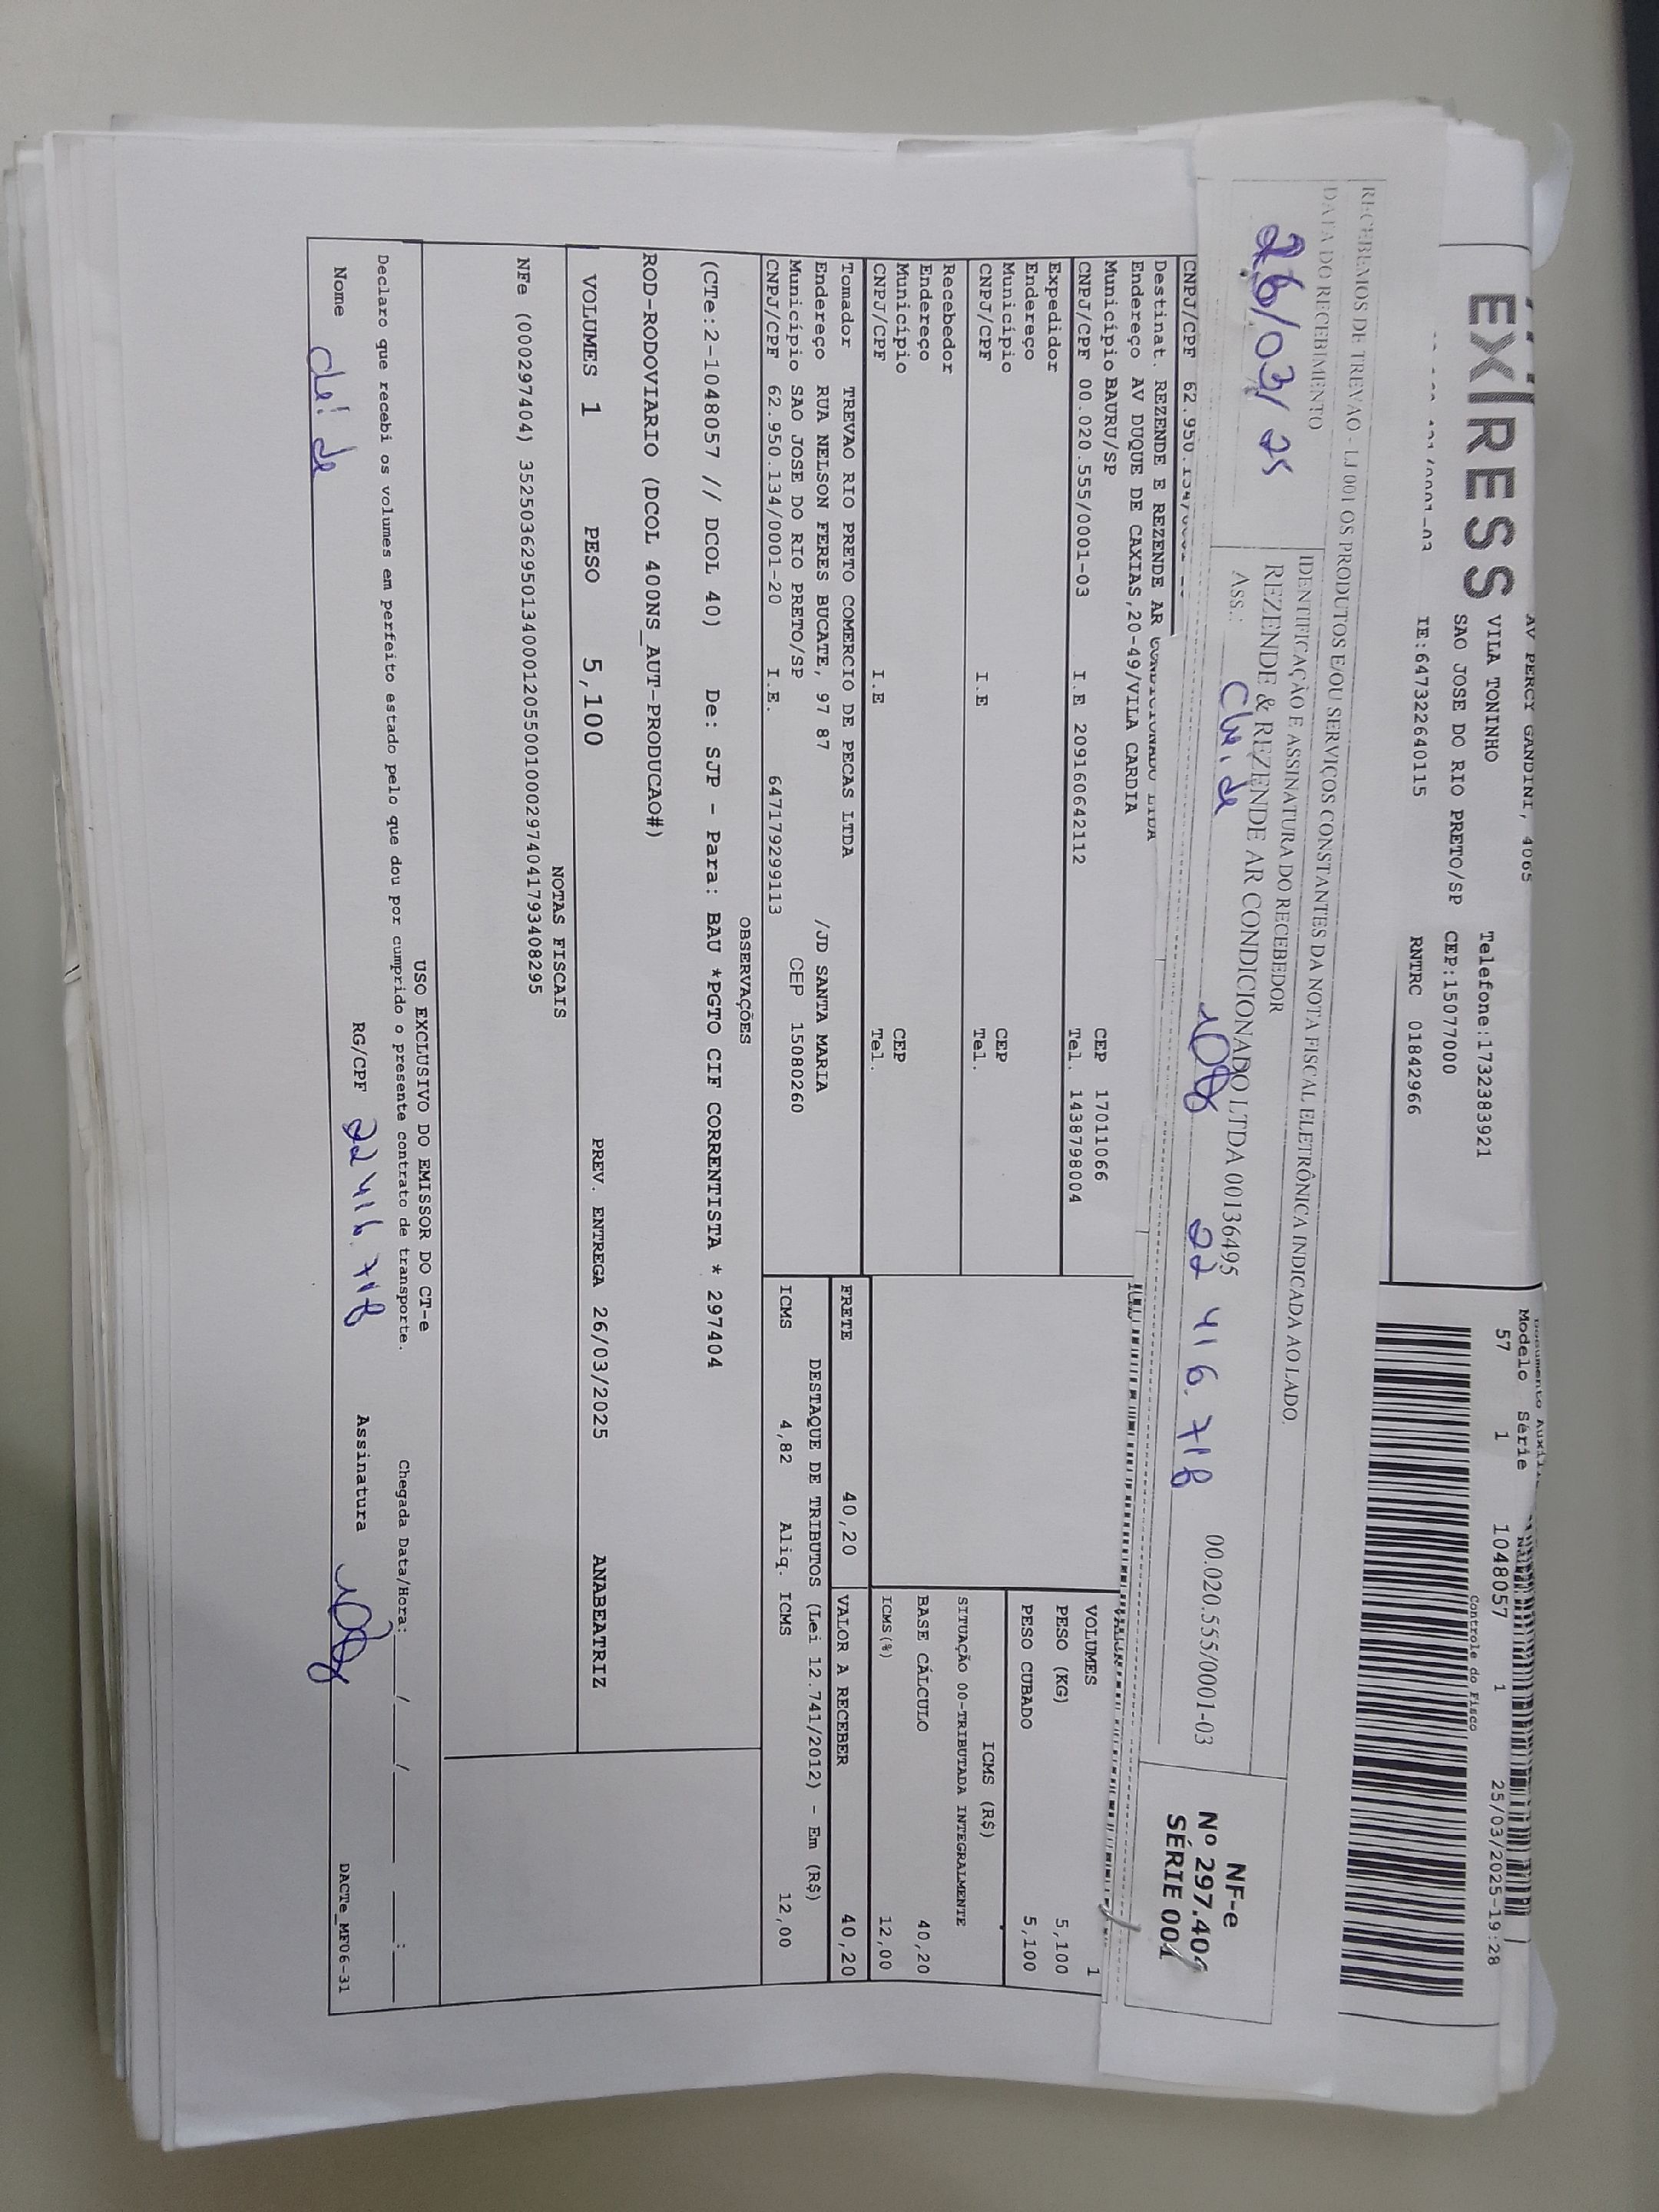 EXPRESS
AV PERCY GANDINI, 4065
VILA TONINHO Telefone:1732383921
SAO JOSE DO RIO PRETO/SP CEP:15077000
IE:647322640115 RNTRC 01842966
Modelo Série
57 1 1048057 1 25/03/2025-19:28
Controle do Fisco
RECEBEMOS DE TREVAO - LJ 001 OS PRODUTOS E/OU SERVIÇOS CONSTANTES DA NOTA FISCAL ELETRÔNICA INDICADA AO LADO.
DATA DO RECEBIMENTO IDENTIFICAÇÃO E ASSINATURA DO RECEBEDOR
26/03/25
REZENDE & REZENDE AR CONDICIONADO LTDA 00136495 00.020.555/0001-03
Ass.: 22 416.718
NF-e
Nº 297.404
SÉRIE 001
CNPJ/CPF
Destinat. REZENDE E REZENDE AR CONDICIONADO LTDA
Endereço AV DUQUE DE CAXIAS,20-49/VILA CARDIA
Município BAURU/SP CEP 17011066
CNPJ/CPF 00.020.555/0001-03 I.E 209160642112 Tel. 1438798004
VOLUMES 1
PESO (KG) 5,100
PESO CUBADO 5,100
Expedidor
Endereço
Município CEP
CNPJ/CPF I.E Tel.
Recebedor
Endereço
Município CEP
CNPJ/CPF I.E Tel.
ICMS (R$)
SITUAÇÃO 00-TRIBUTADA INTEGRALMENTE
BASE CÁLCULO 40,20
ICMS(%) 12,00
Tomador TREVAO RIO PRETO COMERCIO DE PECAS LTDA
Endereço RUA NELSON FERES BUCATE, 97 87 /JD SANTA MARIA
Município SAO JOSE DO RIO PRETO/SP CEP 15080260
CNPJ/CPF 62.950.134/0001-20 I.E. 647179299113
FRETE 40,20 VALOR A RECEBER 40,20
DESTAQUE DE TRIBUTOS (Lei 12.741/2012) - Em (R$)
ICMS 4,82 Aliq. ICMS 12,00
OBSERVAÇÕES
(CTe:2-1048057 // DCOL 40) De: SJP - Para: BAU *PGTO CIF CORRENTISTA * 297404
ROD-RODOVIARIO (DCOL 400NS_AUT-PRODUCAO#)
VOLUMES 1 PESO 5,100 PREV. ENTREGA 26/03/2025 ANABEATRIZ
NOTAS FISCAIS
NFe (000297404) 35250362950134000120550010002974041793408295
USO EXCLUSIVO DO EMISSOR DO CT-e
Declaro que recebi os volumes em perfeito estado pelo que dou por cumprido o presente contrato de transporte. Chegada Data/Hora: / / :
Nome RG/CPF 22 416.718 Assinatura
DACTe_MF06-31